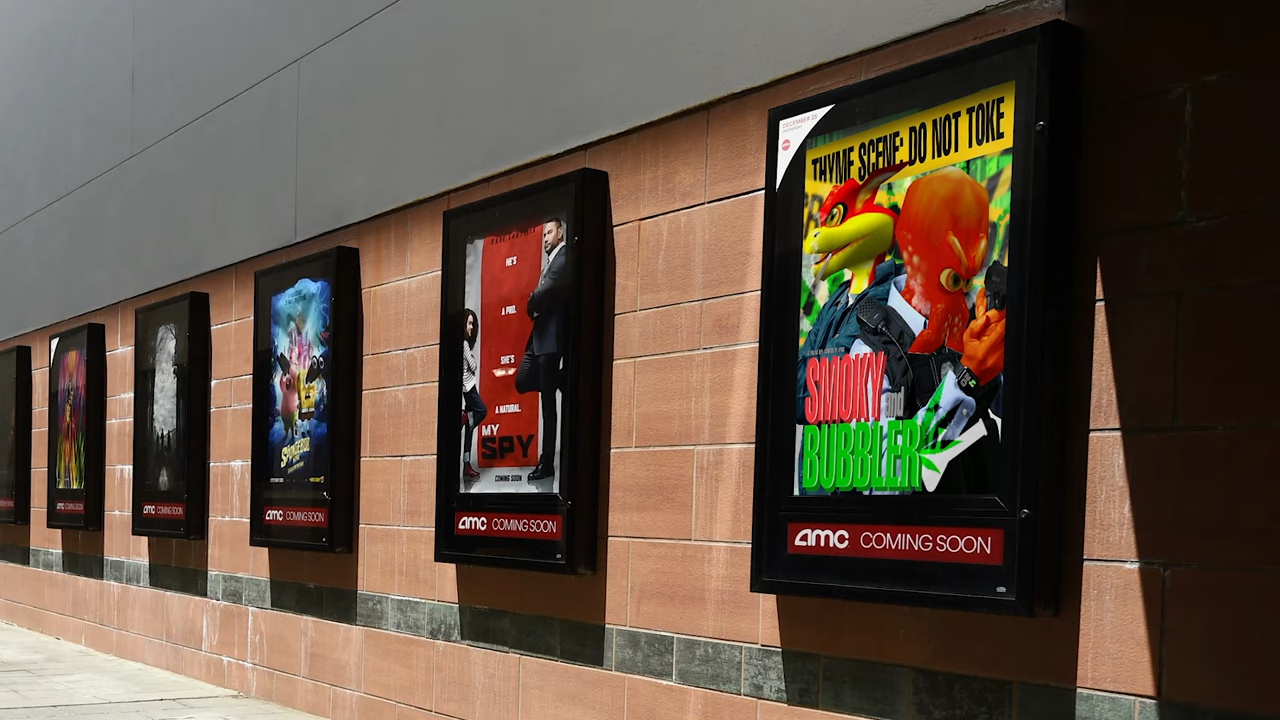 DECEMBER 25
THYME SCENE: DO NOT TOKE
SMOKY and
BUBBLER
amc COMING SOON
HE'S
A PRO.
SHE'S
A NATURAL.
MY
SPY
COMING SOON
amc COMING SOON
SPONGEBOB
amc COMING SOON
amc COMING SOON
amc COMING SOON